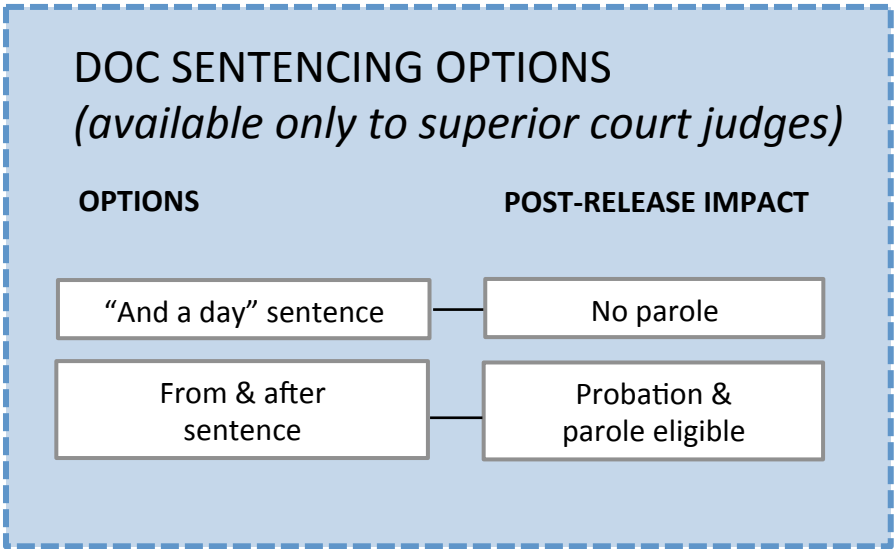 DOC SENTENCING OPTIONS
(available only to superior court judges)
OPTIONS
POST-RELEASE IMPACT
“And a day” sentence
No parole
From & after
sentence
Probation &
parole eligible